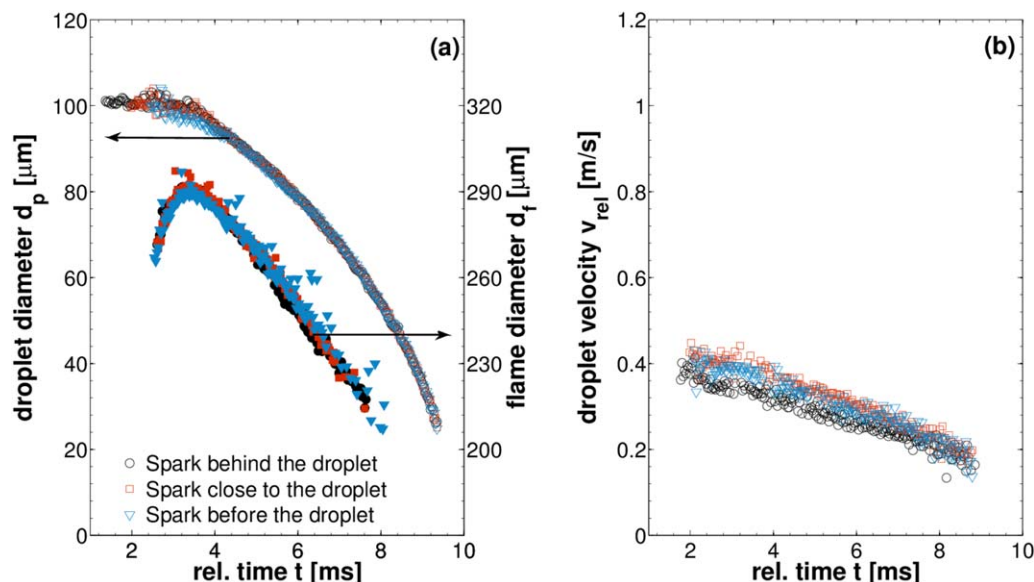 (a)
droplet diameter d_p [μm]
120
100
80
60
40
20
0
320
290
260
230
200
flame diameter d_f [μm]
Spark behind the droplet
Spark close to the droplet
Spark before the droplet
2 4 6 8 10
rel. time t [ms]
(b)
droplet velocity v_rel [m/s]
1.2
1
0.8
0.6
0.4
0.2
0
2 4 6 8 10
rel. time t [ms]